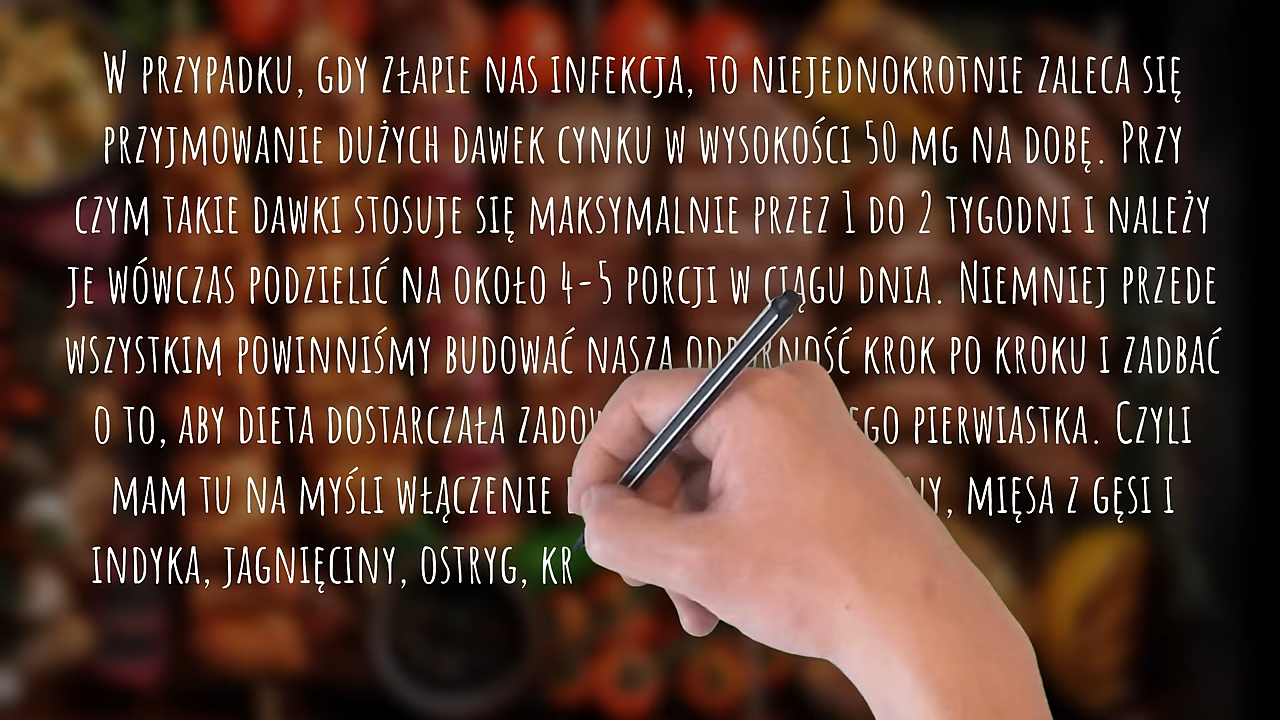 W przypadku, gdy złapie nas infekcja, to niejednokrotnie zaleca się
przyjmowanie dużych dawek cynku w wysokości 50 mg na dobę. Przy
czym takie dawki stosuje się maksymalnie przez 1 do 2 tygodni i należy
je wówczas podzielić na około 4-5 porcji w ciągu dnia. Niemniej przede
wszystkim powinniśmy budować naszą odporność krok po kroku i zadbać
o to, aby dieta dostarczała pierwiastka. Czyli
mam tu na myśli włączenie mięsa z gęsi i
indyka, jagnięciny, ostryg, kr